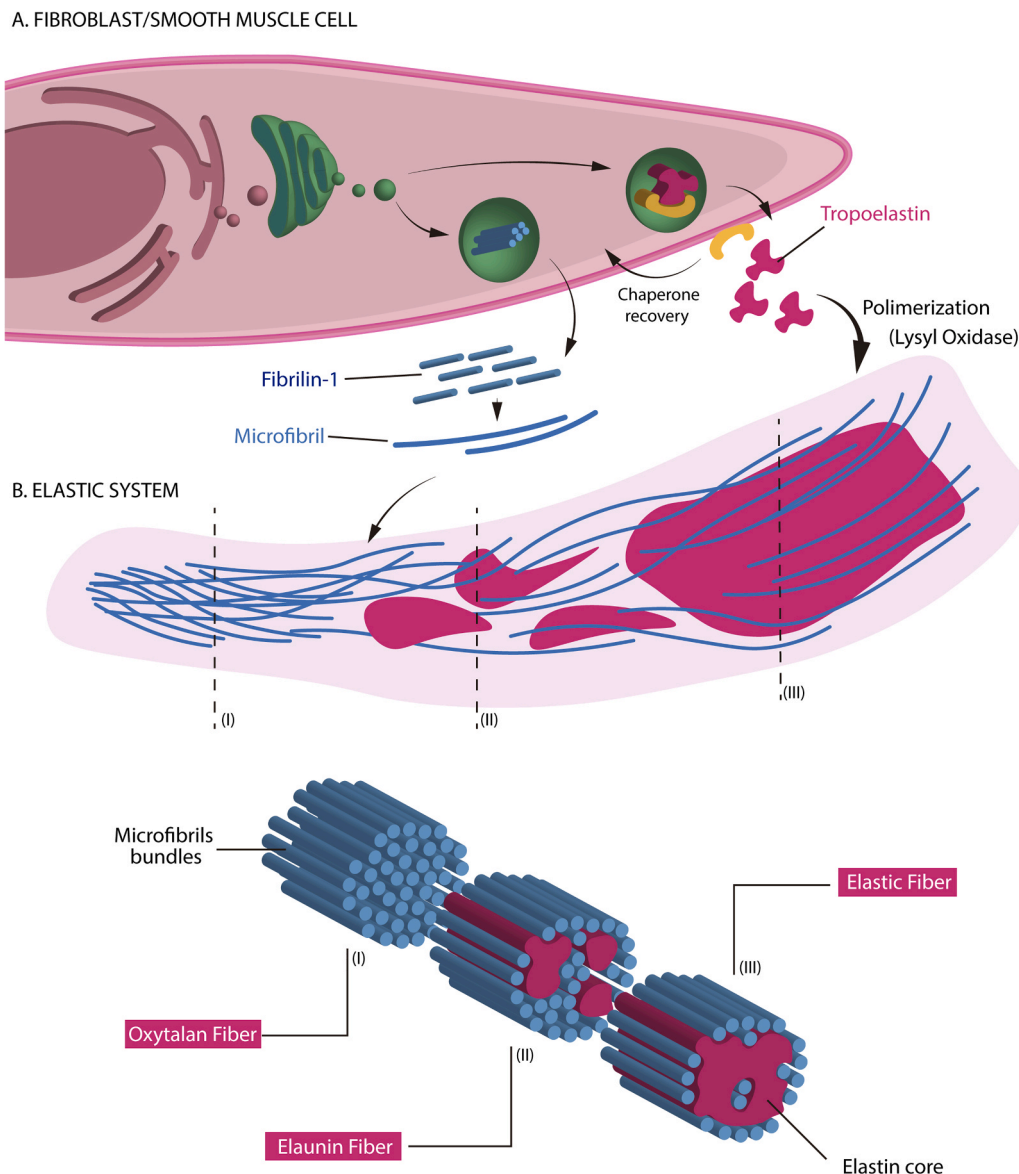 A. FIBROBLAST/SMOOTH MUSCLE CELL
Tropoelastin
Chaperone
recovery
Polimerization
(Lysyl Oxidase)
Fibrilin-1
Microfibril
B. ELASTIC SYSTEM
(I)
(II)
(III)
Microfibrils
bundles
Elastic Fiber
(I)
(III)
Oxytalan Fiber
(II)
Elaunin Fiber
Elastin core